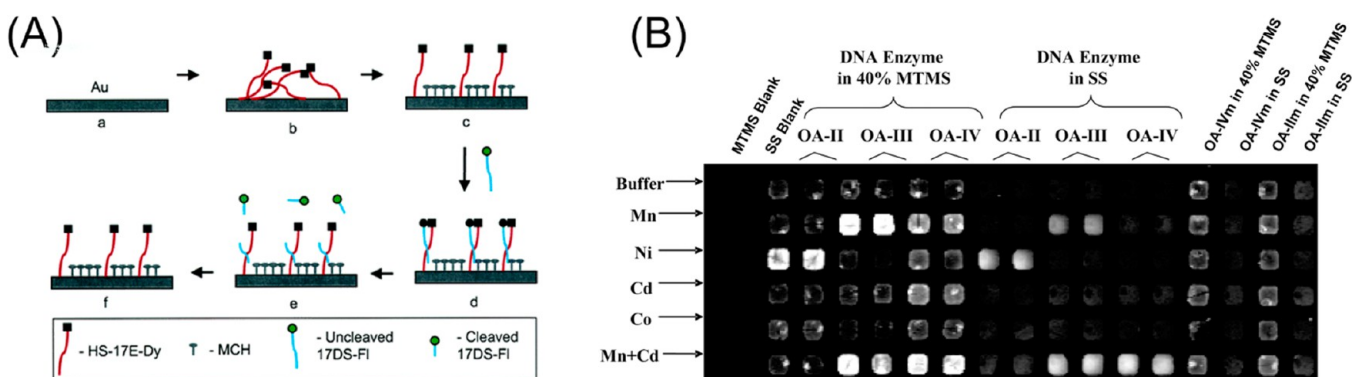 (A)
Au
a
b
c
d
e
f
- HS-17E-Dy
- MCH
- Uncleaved
17DS-Fl
- Cleaved
17DS-Fl
(B)
DNA Enzyme
in 40% MTMS
DNA Enzyme
in SS
MTMS Blank
SS Blank
OA-II
OA-III
OA-IV
OA-II
OA-III
OA-IV
OA-IVm in 40% MTMS
OA-IVm in SS
OA-IIm in 40% MTMS
OA-IIm in SS
Buffer
Mn
Ni
Cd
Co
Mn+Cd